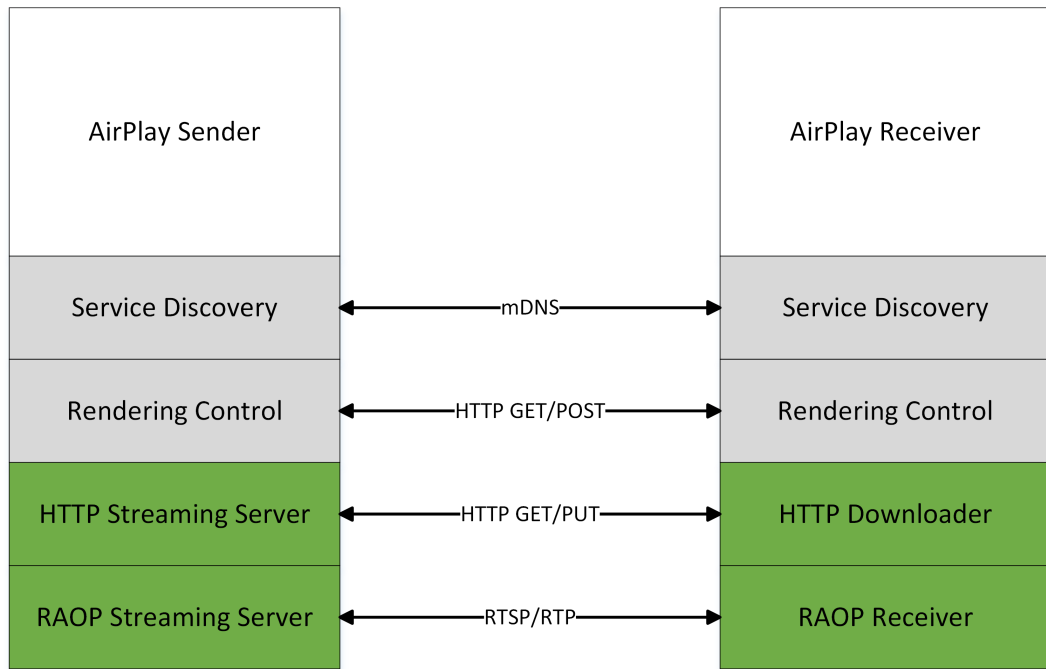 AirPlay Sender
AirPlay Receiver
Service Discovery
mDNS
Service Discovery
Rendering Control
HTTP GET/POST
Rendering Control
HTTP Streaming Server
HTTP GET/PUT
HTTP Downloader
RAOP Streaming Server
RTSP/RTP
RAOP Receiver